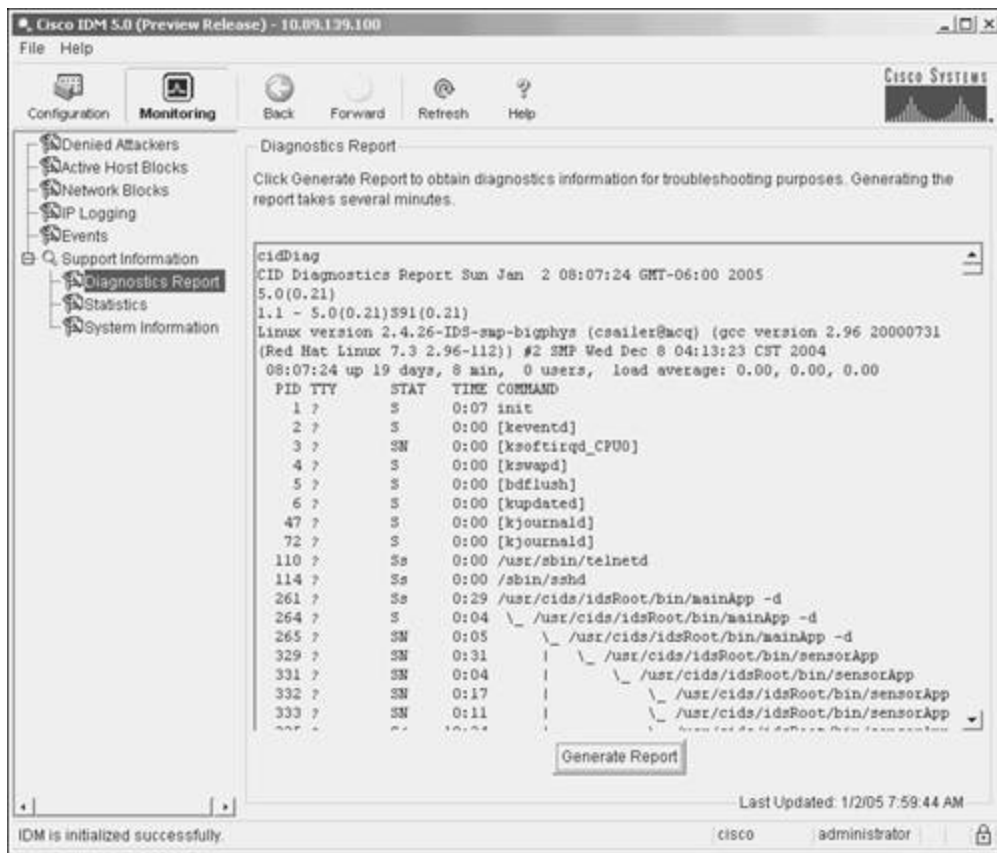 Cisco IDM 5.0 (Preview Release) - 10.89.139.100
File Help
Configuration Monitoring Back Forward Refresh Help
CISCO SYSTEMS
Denied Attackers
Active Host Blocks
Network Blocks
IP Logging
Events
Support Information
Diagnostics Report
Statistics
System Information
Diagnostics Report
Click Generate Report to obtain diagnostics information for troubleshooting purposes. Generating the
report takes several minutes.
cidDiag
CID Diagnostics Report Sun Jan 2 08:07:24 GMT-06:00 2005
5.0(0.21)
1.1 - 5.0(0.21)S91(0.21)
Linux version 2.4.26-IDS-smp-bigphys (csailer@mcq) (gcc version 2.96 20000731
(Red Hat Linux 7.3 2.96-112)) #2 SMP Wed Dec 8 04:13:23 CST 2004
08:07:24 up 19 days, 8 min, 0 users, load average: 0.00, 0.00, 0.00
PID TTY STAT TIME COMMAND
1 ? S 0:07 init
2 ? S 0:00 [keventd]
3 ? SN 0:00 [ksoftirqd_CPU0]
4 ? S 0:00 [kswapd]
5 ? S 0:00 [bdflush]
6 ? S 0:00 [kupdated]
47 ? S 0:00 [kjournald]
72 ? S 0:00 [kjournald]
110 ? Ss 0:00 /usr/sbin/telnetd
114 ? Ss 0:00 /sbin/sshd
261 ? Ss 0:29 /usr/cids/idsRoot/bin/mainApp -d
264 ? S 0:04 \_ /usr/cids/idsRoot/bin/mainApp -d
265 ? SN 0:05 \_ /usr/cids/idsRoot/bin/mainApp -d
329 ? SN 0:31 | \_ /usr/cids/idsRoot/bin/sensorApp
331 ? SN 0:04 | \_ /usr/cids/idsRoot/bin/sensorApp
332 ? SN 0:17 | \_ /usr/cids/idsRoot/bin/sensorApp
333 ? SN 0:11 | \_ /usr/cids/idsRoot/bin/sensorApp
Generate Report
Last Updated: 1/2/05 7:59:44 AM
IDM is initialized successfully. cisco administrator